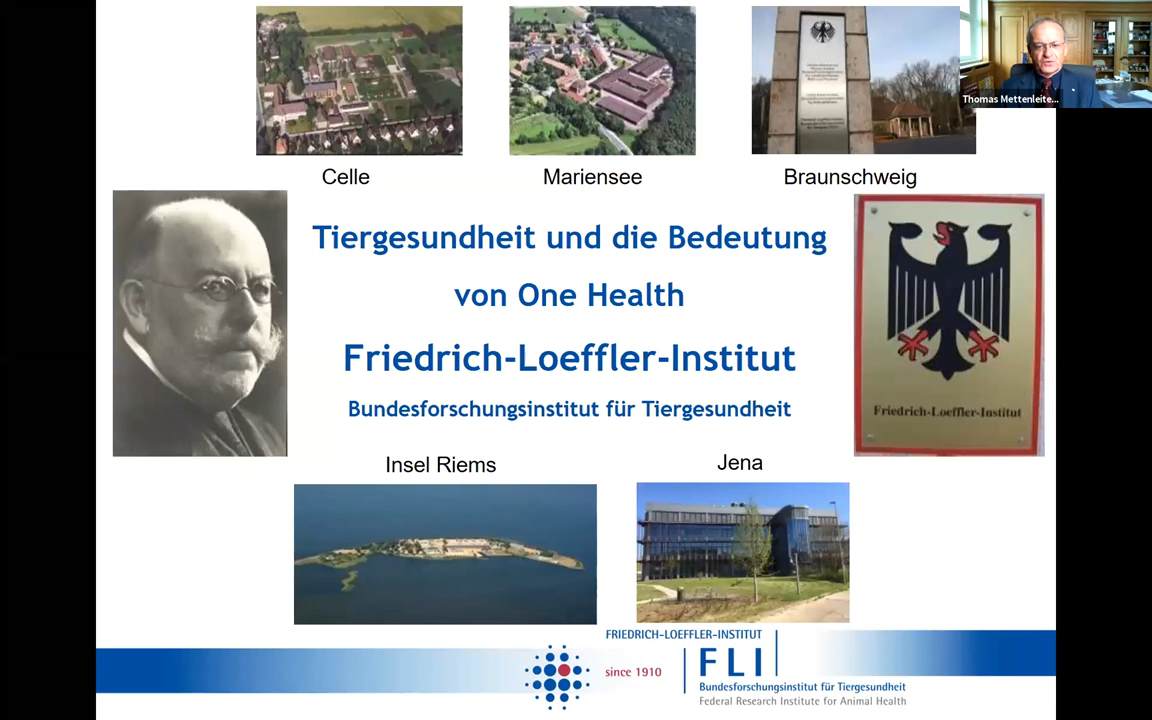 Thomas Mettenleite...
Celle
Mariensee
Braunschweig
Tiergesundheit und die Bedeutung
von One Health
Friedrich-Loeffler-Institut
Bundesforschungsinstitut für Tiergesundheit
Friedrich-Loeffler-Institut
Insel Riems
Jena
FRIEDRICH-LOEFFLER-INSTITUT
since 1910
FLI
Bundesforschungsinstitut für Tiergesundheit
Federal Research Institute for Animal Health